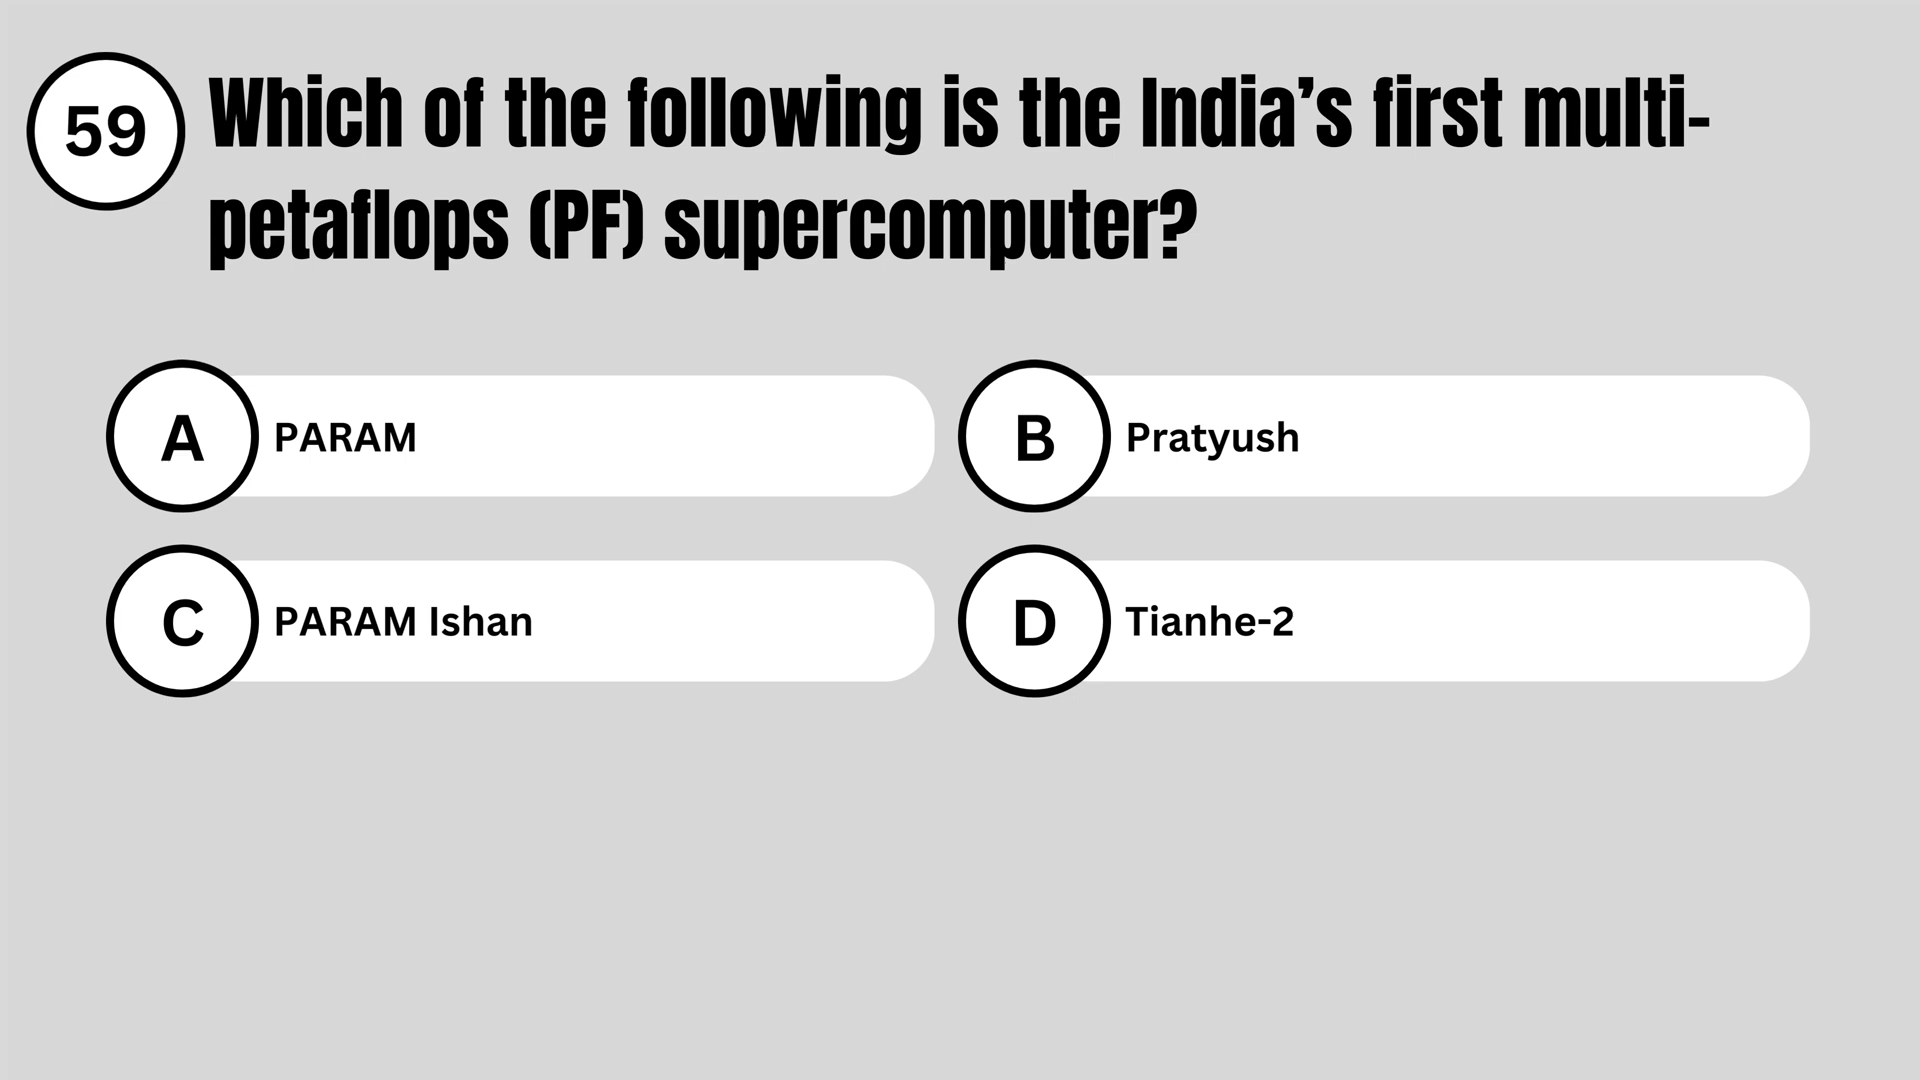 59
Which of the following is the India’s first multi-
petaflops (PF) supercomputer?
A PARAM
B Pratyush
C PARAM Ishan
D Tianhe-2